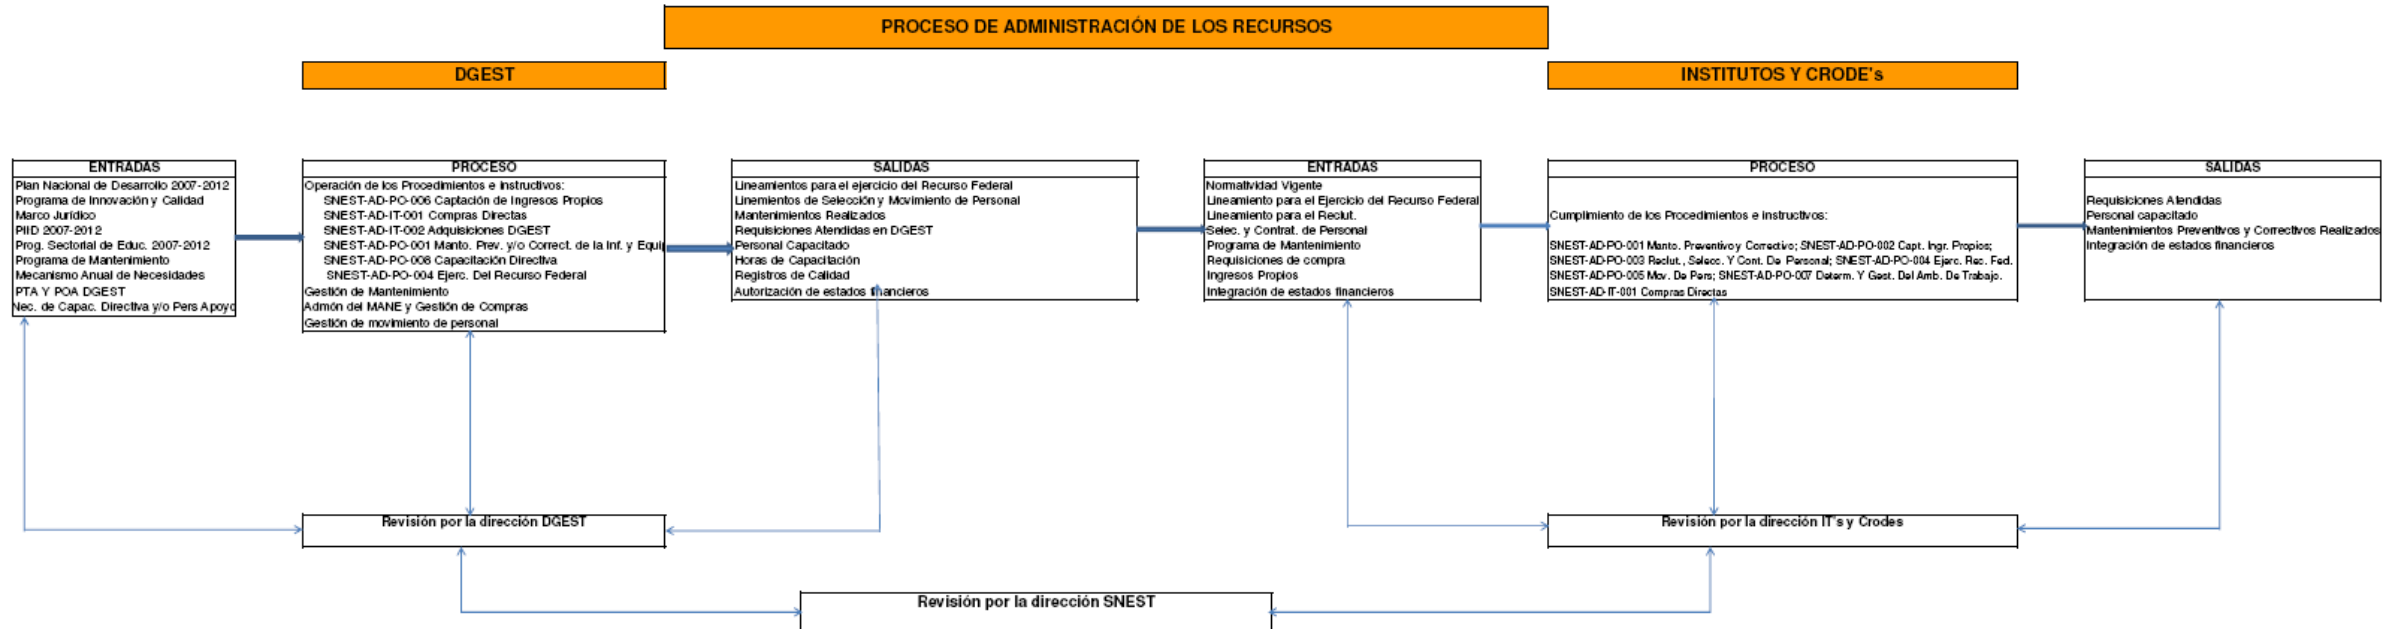 PROCESO DE ADMINISTRACIÓN DE LOS RECURSOS
DGEST
INSTITUTOS Y CRODE's
ENTRADAS
Plan Nacional de Desarrollo 2007-2012
Programa de Innovación y Calidad
Marco Jurídico
PIID 2007-2012
Prog. Sectorial de Educ. 2007-2012
Programa de Mantenimiento
Mecanismo Anual de Necesidades
PTA Y POA DGEST
Nec. de Capac. Directiva y/o Pers Apoyo
PROCESO
Operación de los Procedimientos e instructivos:
SNEST-AD-PO-006 Captación de Ingresos Propios
SNEST-AD-IT-001 Compras Directas
SNEST-AD-IT-002 Adquisiciones DGEST
SNEST-AD-PO-001 Manto. Prev. y/o Correct. de la Inf. y Equip
SNEST-AD-PO-008 Capacitación Directiva
SNEST-AD-PO-004 Ejerc. Del Recurso Federal
Gestión de Mantenimiento
Admón del MANE y Gestión de Compras
Gestión de movimiento de personal
SALIDAS
Lineamientos para el ejercicio del Recurso Federal
Linemientos de Selección y Movimiento de Personal
Mantenimientos Realizados
Requisiciones Atendidas en DGEST
Personal Capacitado
Horas de Capacitación
Registros de Calidad
Autorización de estados financieros
ENTRADAS
Normatividad Vigente
Lineamiento para el Ejercicio del Recurso Federal
Lineamiento para el Reclut.
Selec. y Contrat. de Personal
Programa de Mantenimiento
Requisiciones de compra
Ingresos Propios
Integración de estados financieros
PROCESO
Cumplimiento de los Procedimientos e instructivos:
SNEST-AD-PO-001 Manto. Preventivo y Correctivo; SNEST-AD-PO-002 Capt. Ingr. Propios;
SNEST-AD-PO-003 Reclut., Selecc. Y Cont. De Personal; SNEST-AD-PO-004 Ejerc. Rec. Fed.
SNEST-AD-PO-005 Mov. De Pers; SNEST-AD-PO-007 Determ. Y Gest. Del Amb. De Trabajo.
SNEST-AD-IT-001 Compras Directas
SALIDAS
Requisiciones Atendidas
Personal capacitado
Mantenimientos Preventivos y Correctivos Realizados
Integración de estados financieros
Revisión por la dirección DGEST
Revisión por la dirección IT's y Crodes
Revisión por la dirección SNEST